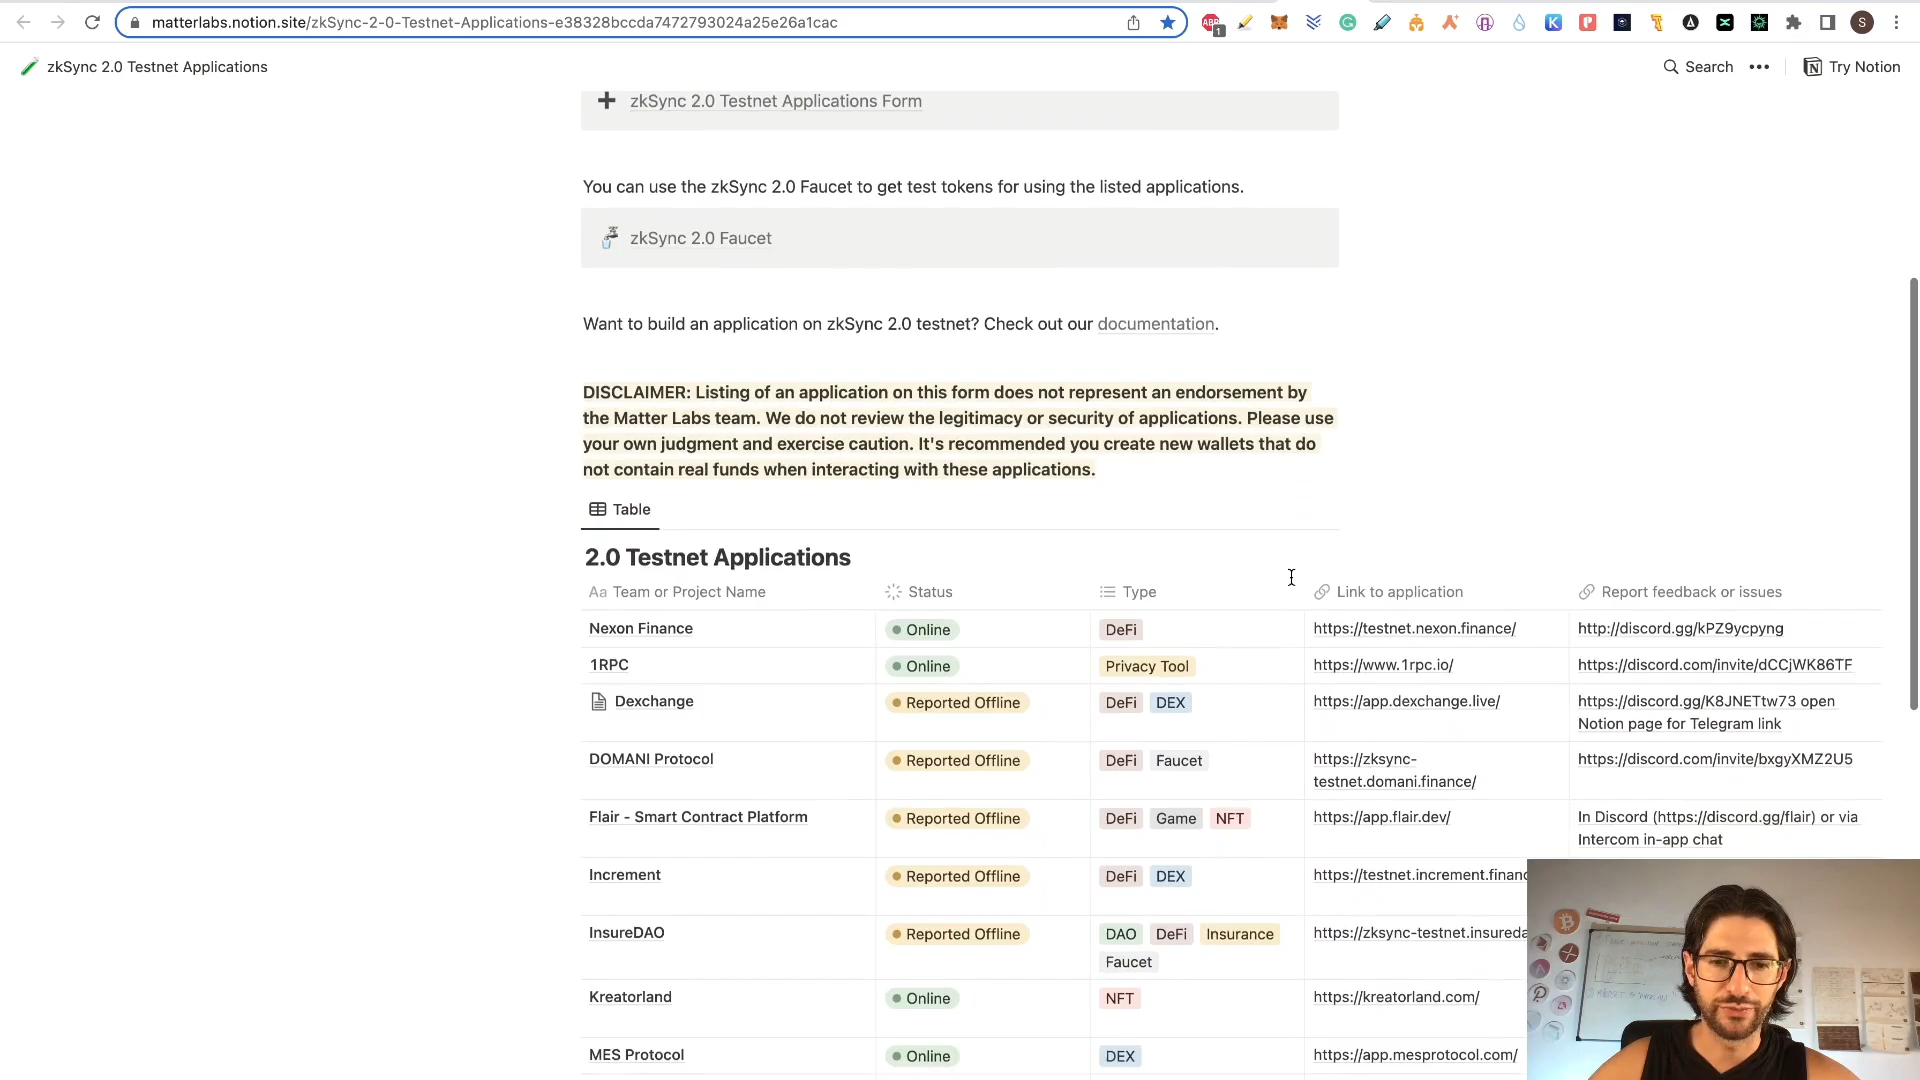 matterlabs.notion.site/zkSync-2-0-Testnet-Applications-e38328bccda7472793024a25e26a1cac
ABP
1
K
S
zkSync 2.0 Testnet Applications
Search
Try Notion
zkSync 2.0 Testnet Applications Form
You can use the zkSync 2.0 Faucet to get test tokens for using the listed applications.
zkSync 2.0 Faucet
Want to build an application on zkSync 2.0 testnet? Check out our documentation.
DISCLAIMER: Listing of an application on this form does not represent an endorsement by
the Matter Labs team. We do not review the legitimacy or security of applications. Please use
your own judgment and exercise caution. It's recommended you create new wallets that do
not contain real funds when interacting with these applications.
Table
2.0 Testnet Applications
Aa Team or Project Name Status Type Link to application Report feedback or issues
Nexon Finance Online DeFi https://testnet.nexon.finance/ http://discord.gg/kPZ9ycpyng
1RPC Online Privacy Tool https://www.1rpc.io/ https://discord.com/invite/dCCjWK86TF
Dexchange Reported Offline DeFi DEX https://app.dexchange.live/ https://discord.gg/K8JNETtw73 open
Notion page for Telegram link
DOMANI Protocol Reported Offline DeFi Faucet https://zksync- https://discord.com/invite/bxgyXMZ2U5
testnet.domani.finance/
Flair - Smart Contract Platform Reported Offline DeFi Game NFT https://app.flair.dev/ In Discord (https://discord.gg/flair) or via
Intercom in-app chat
Increment Reported Offline DeFi DEX https://testnet.increment.financ
InsureDAO Reported Offline DAO DeFi Insurance https://zksync-testnet.insureda
Faucet
Kreatorland Online NFT https://kreatorland.com/
MES Protocol Online DEX https://app.mesprotocol.com/